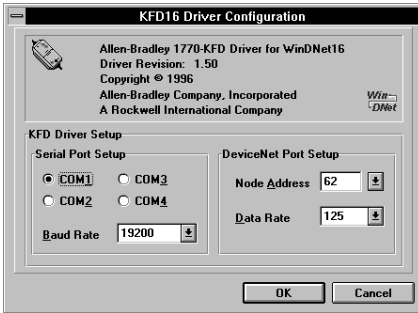 KFD16 Driver Configuration
Allen-Bradley 1770-KFD Driver for WinDNet16
Driver Revision: 1.50
Copyright © 1996
Allen-Bradley Company, Incorporated
A Rockwell International Company
Win-
DNet
KFD Driver Setup
Serial Port Setup
COM1 COM3
COM2 COM4
Baud Rate 19200
DeviceNet Port Setup
Node Address 62
Data Rate 125
OK Cancel